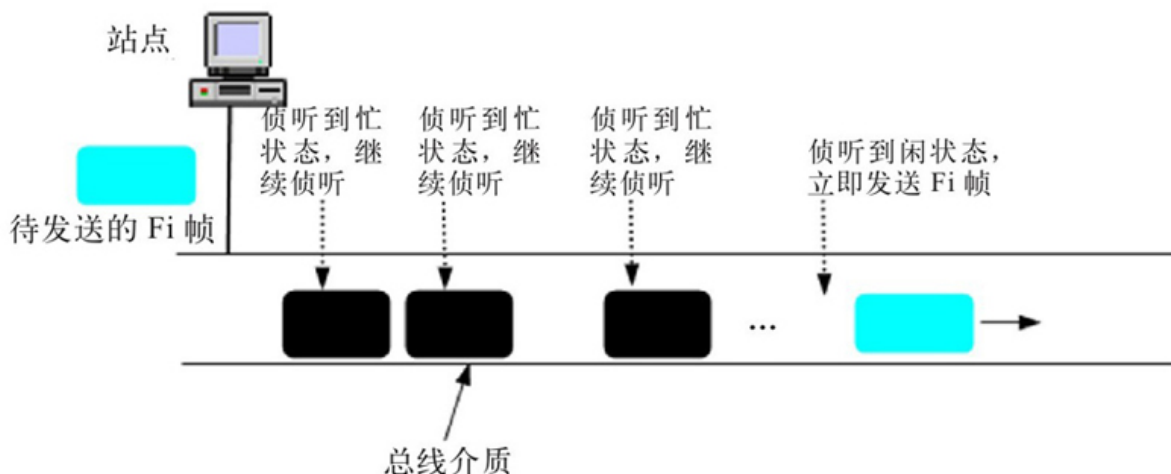 站点
侦听到忙
状态，继
续侦听
侦听到忙
状态，继
续侦听
侦听到忙
状态，继
续侦听
侦听到闲状态，
立即发送 Fi 帧
待发送的 Fi 帧
...
总线介质